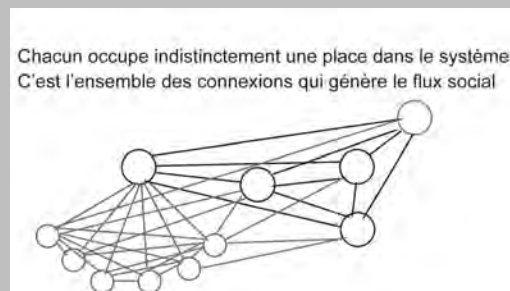 Chacun occupe indistinctement une place dans le système
C'est l'ensemble des connexions qui génère le flux social